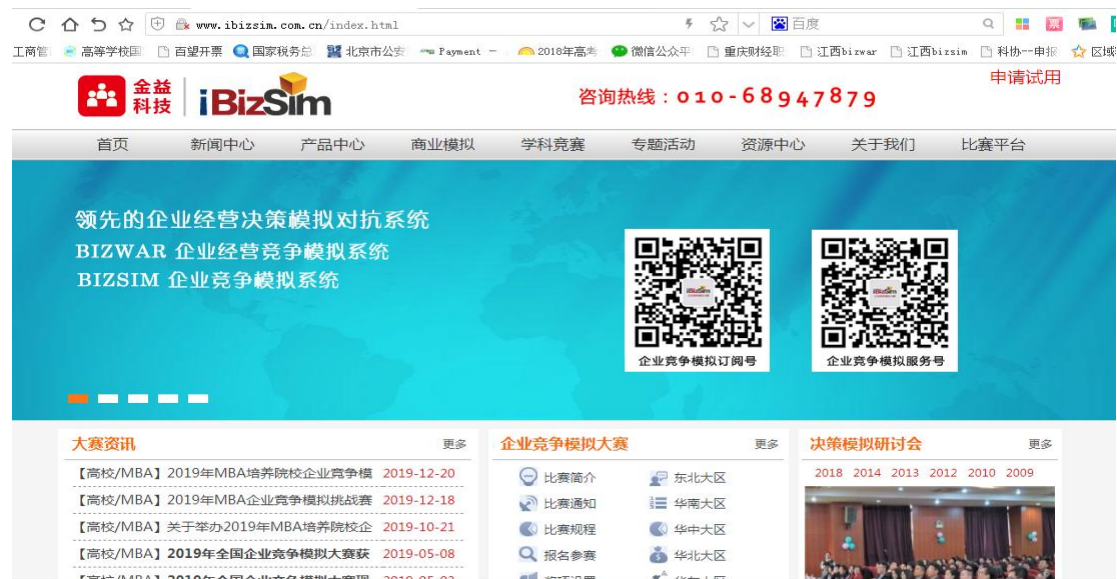 www.ibizsim.com.cn/index.html 百度
工商管 高等学校国 百望开票 国家税务总 北京市公安 Payment - 2018年高考 微信公众平 重庆财经职 江西bizwar 江西bizsim 科协--申报 区域
金益科技 iBizSim 咨询热线：010-68947879 申请试用
首页 新闻中心 产品中心 商业模拟 学科竞赛 专题活动 资源中心 关于我们 比赛平台
领先的企业经营决策模拟对抗系统
BIZWAR 企业经营竞争模拟系统
BIZSIM 企业竞争模拟系统
企业竞争模拟订阅号 企业竞争模拟服务号
大赛资讯 更多
【高校/MBA】2019年MBA培养院校企业竞争模 2019-12-20
【高校/MBA】2019年MBA企业竞争模拟挑战赛 2019-12-18
【高校/MBA】关于举办2019年MBA培养院校企 2019-10-21
【高校/MBA】2019年全国企业竞争模拟大赛获 2019-05-08
企业竞争模拟大赛 更多
比赛简介 东北大区
比赛通知 华南大区
比赛规程 华中大区
报名参赛 华北大区
决策模拟研讨会 更多
2018 2014 2013 2012 2010 2009